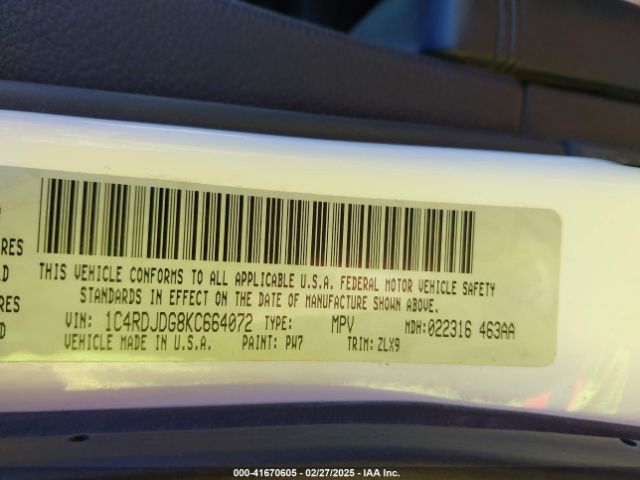 RES
D
RES
D
THIS VEHICLE CONFORMS TO ALL APPLICABLE U.S.A. FEDERAL MOTOR VEHICLE SAFETY
STANDARDS IN EFFECT ON THE DATE OF MANUFACTURE SHOWN ABOVE.
VIN: 1C4RDJDG8KC664072 TYPE: MPV MDH:022316 463AA
VEHICLE MADE IN U.S.A. PAINT: PW7 TRIM: ZLX9
000-41670605 - 02/27/2025 - IAA Inc.